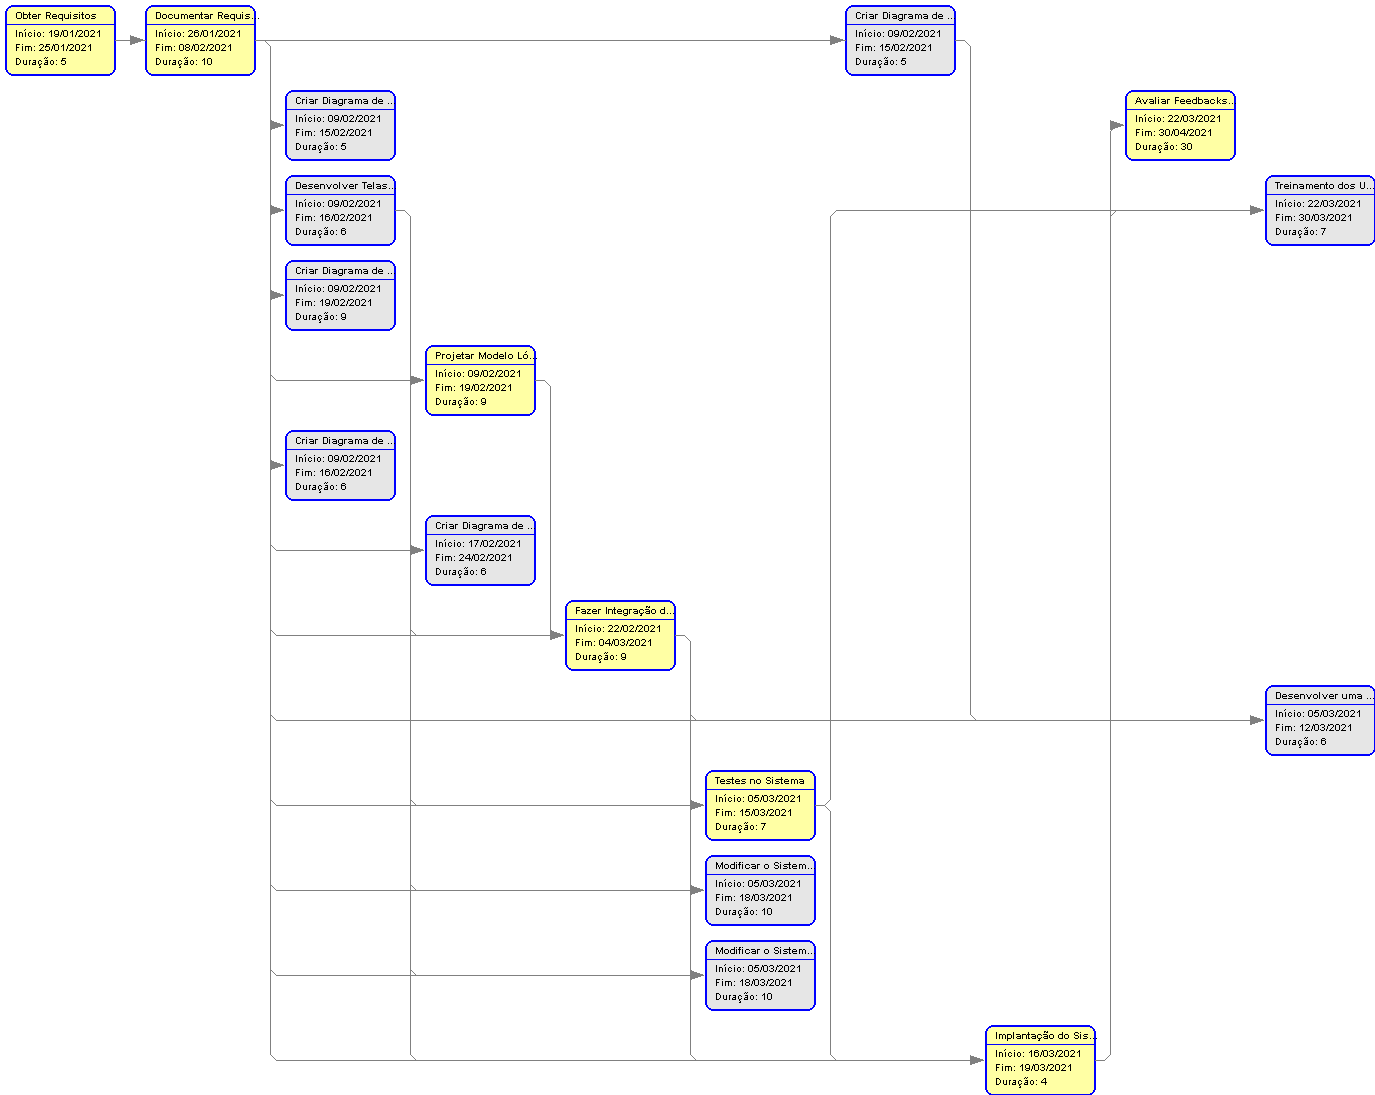 Obter Requisitos
Início: 19/01/2021
Fim: 25/01/2021
Duração: 5
Documentar Requis...
Início: 26/01/2021
Fim: 08/02/2021
Duração: 10
Criar Diagrama de ...
Início: 09/02/2021
Fim: 15/02/2021
Duração: 5
Criar Diagrama de ...
Início: 09/02/2021
Fim: 15/02/2021
Duração: 5
Avaliar Feedbacks...
Início: 22/03/2021
Fim: 30/04/2021
Duração: 30
Desenvolver Telas...
Início: 09/02/2021
Fim: 16/02/2021
Duração: 6
Treinamento dos U...
Início: 22/03/2021
Fim: 30/03/2021
Duração: 7
Criar Diagrama de ...
Início: 09/02/2021
Fim: 19/02/2021
Duração: 9
Projetar Modelo Ló...
Início: 09/02/2021
Fim: 19/02/2021
Duração: 9
Criar Diagrama de ...
Início: 09/02/2021
Fim: 16/02/2021
Duração: 6
Criar Diagrama de ...
Início: 17/02/2021
Fim: 24/02/2021
Duração: 6
Fazer Integração d...
Início: 22/02/2021
Fim: 04/03/2021
Duração: 9
Desenvolver uma ...
Início: 05/03/2021
Fim: 12/03/2021
Duração: 6
Testes no Sistema
Início: 05/03/2021
Fim: 15/03/2021
Duração: 7
Modificar o Sistem...
Início: 05/03/2021
Fim: 18/03/2021
Duração: 10
Modificar o Sistem...
Início: 05/03/2021
Fim: 18/03/2021
Duração: 10
Implantação do Sis...
Início: 16/03/2021
Fim: 19/03/2021
Duração: 4